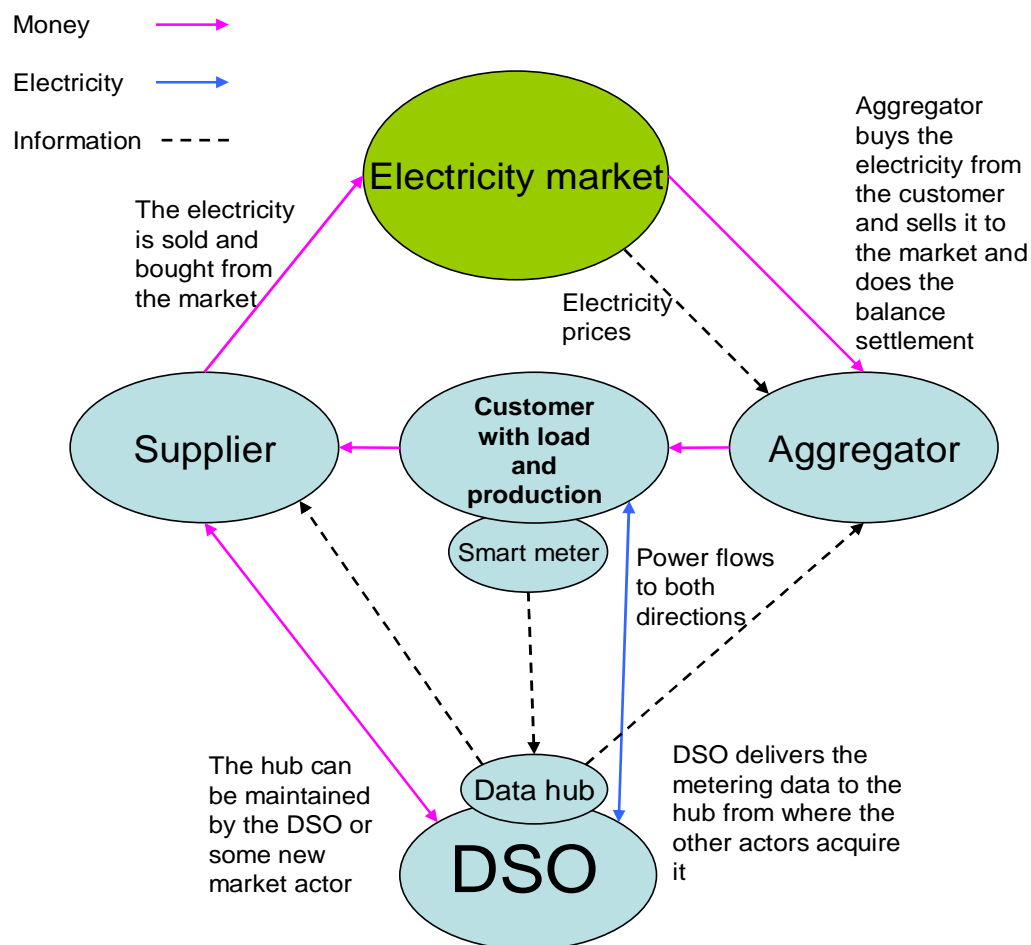 Money
Electricity
Information
Electricity market
Aggregator
buys the
electricity from
the customer
and sells it to
the market and
does the
balance
settlement
The electricity
is sold and
bought from
the market
Electricity
prices
Supplier
Customer
with load
and
production
Aggregator
Smart meter
Power flows
to both
directions
The hub can
be maintained
by the DSO or
some new
market actor
Data hub
DSO
DSO delivers the
metering data to the
hub from where the
other actors acquire
it